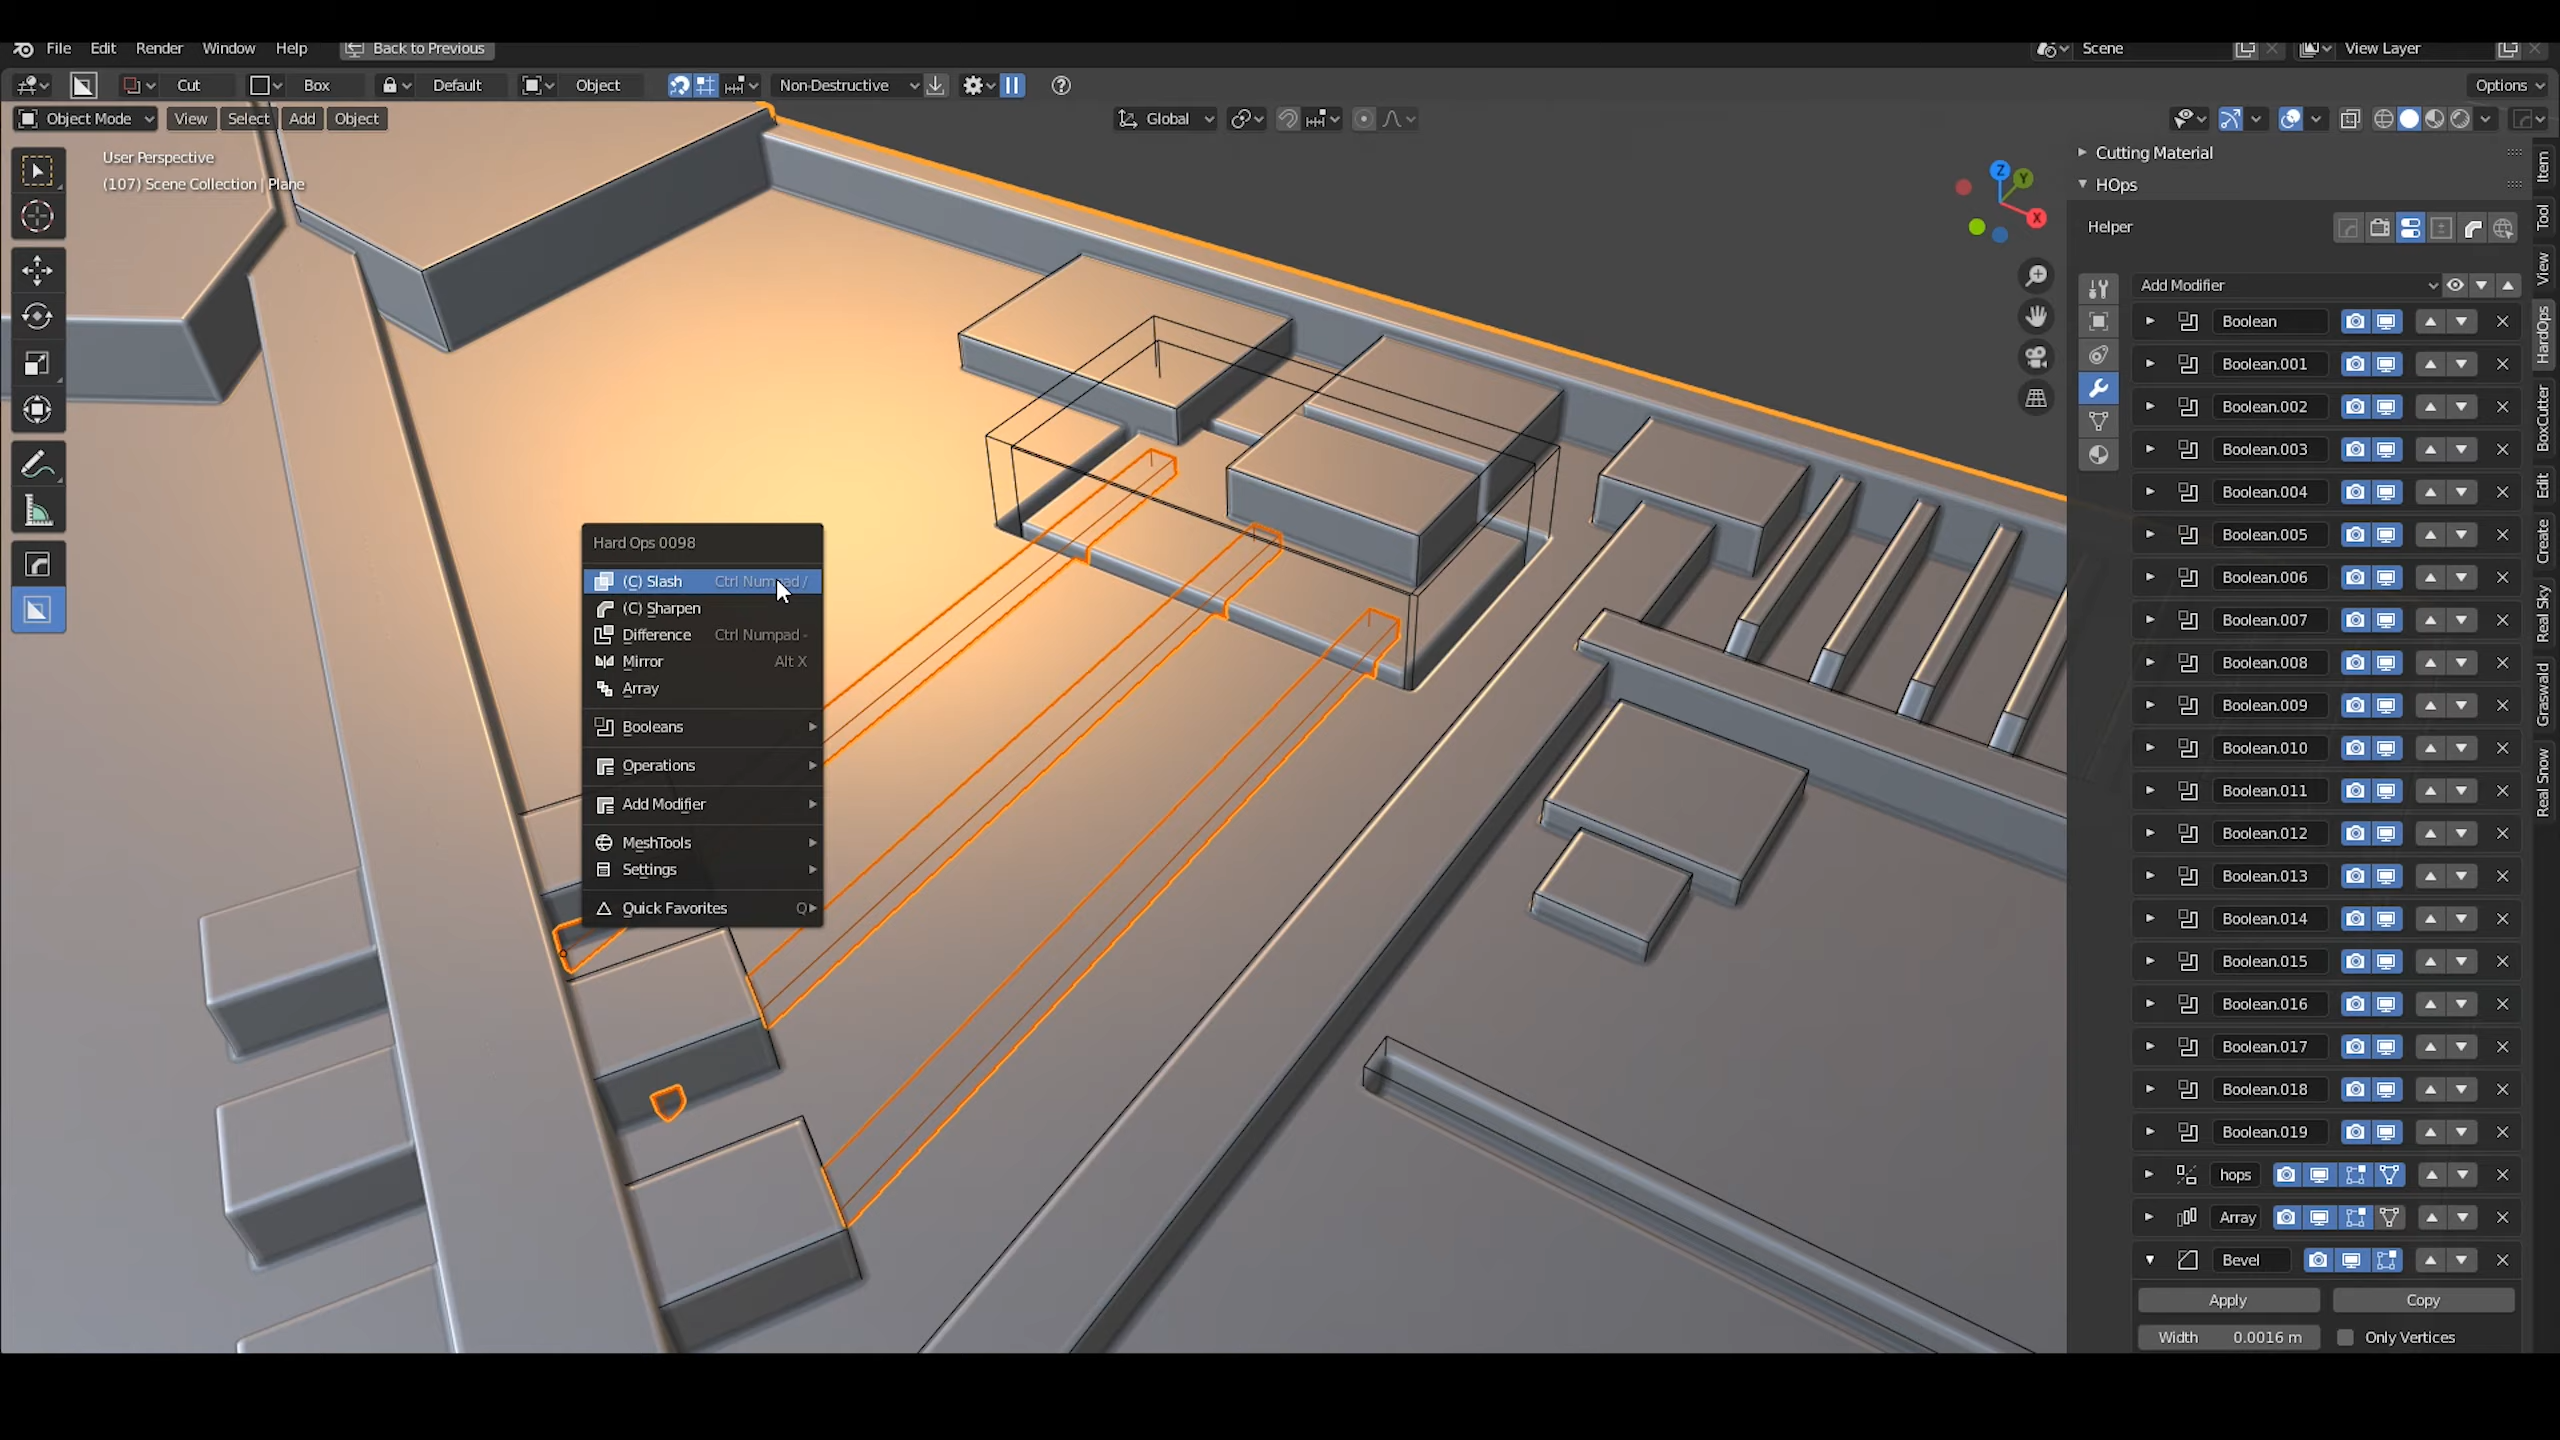 File Edit Render Window Help Back to Previous Scene View Layer
Cut Box Default Object Non-Destructive Options
Object Mode View Select Add Object Global
User Perspective
(107) Scene Collection | Plane
Z
Y
X
Hard Ops 0098
(C) Slash Ctrl Numpad /
(C) Sharpen
Difference Ctrl Numpad -
Mirror Alt X
Array
Booleans
Operations
Add Modifier
MeshTools
Settings
Quick Favorites Q
Cutting Material
HOps
Helper
Add Modifier
Boolean
Boolean.001
Boolean.002
Boolean.003
Boolean.004
Boolean.005
Boolean.006
Boolean.007
Boolean.008
Boolean.009
Boolean.010
Boolean.011
Boolean.012
Boolean.013
Boolean.014
Boolean.015
Boolean.016
Boolean.017
Boolean.018
Boolean.019
hops
Array
Bevel
Apply Copy
Width 0.0016 m Only Vertices
Item
Tool
View
HardOps
BoxCutter
Edit
Create
Real Sky
Graswald
Real Snow